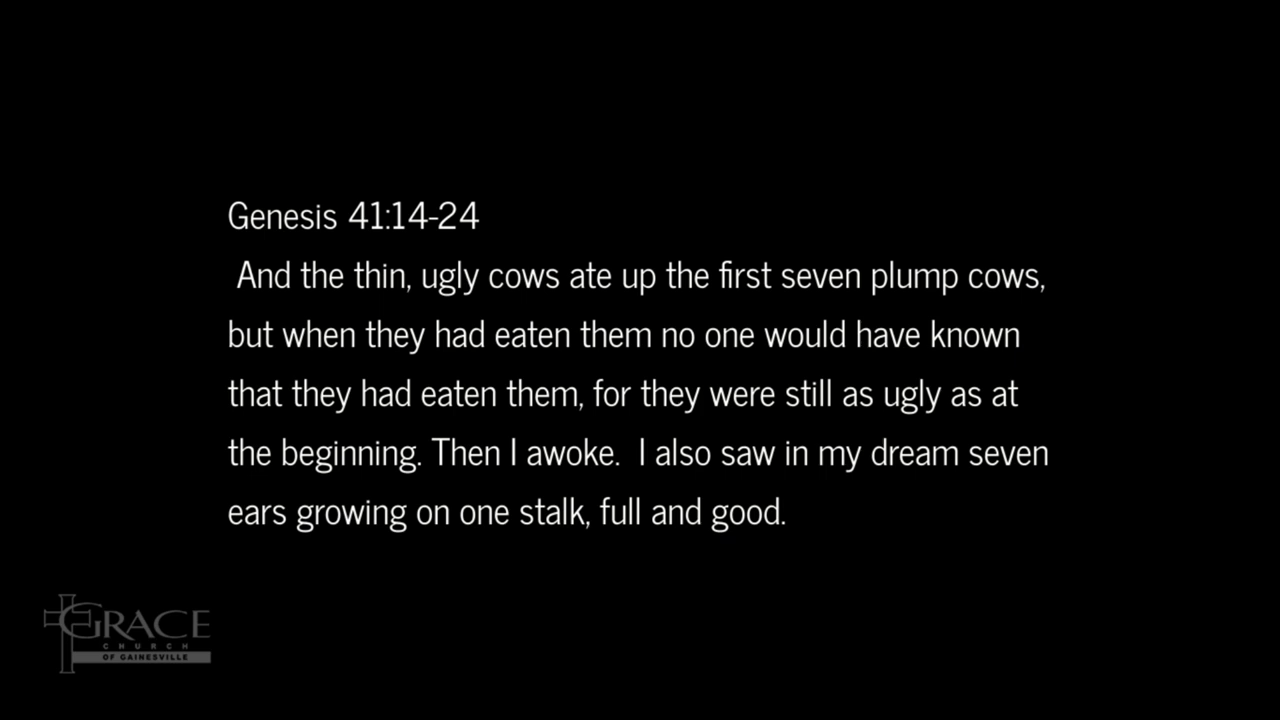 Genesis 41:14-24
And the thin, ugly cows ate up the first seven plump cows,
but when they had eaten them no one would have known
that they had eaten them, for they were still as ugly as at
the beginning. Then I awoke.  I also saw in my dream seven
ears growing on one stalk, full and good.
GRACE
CHURCH
OF GAINESVILLE